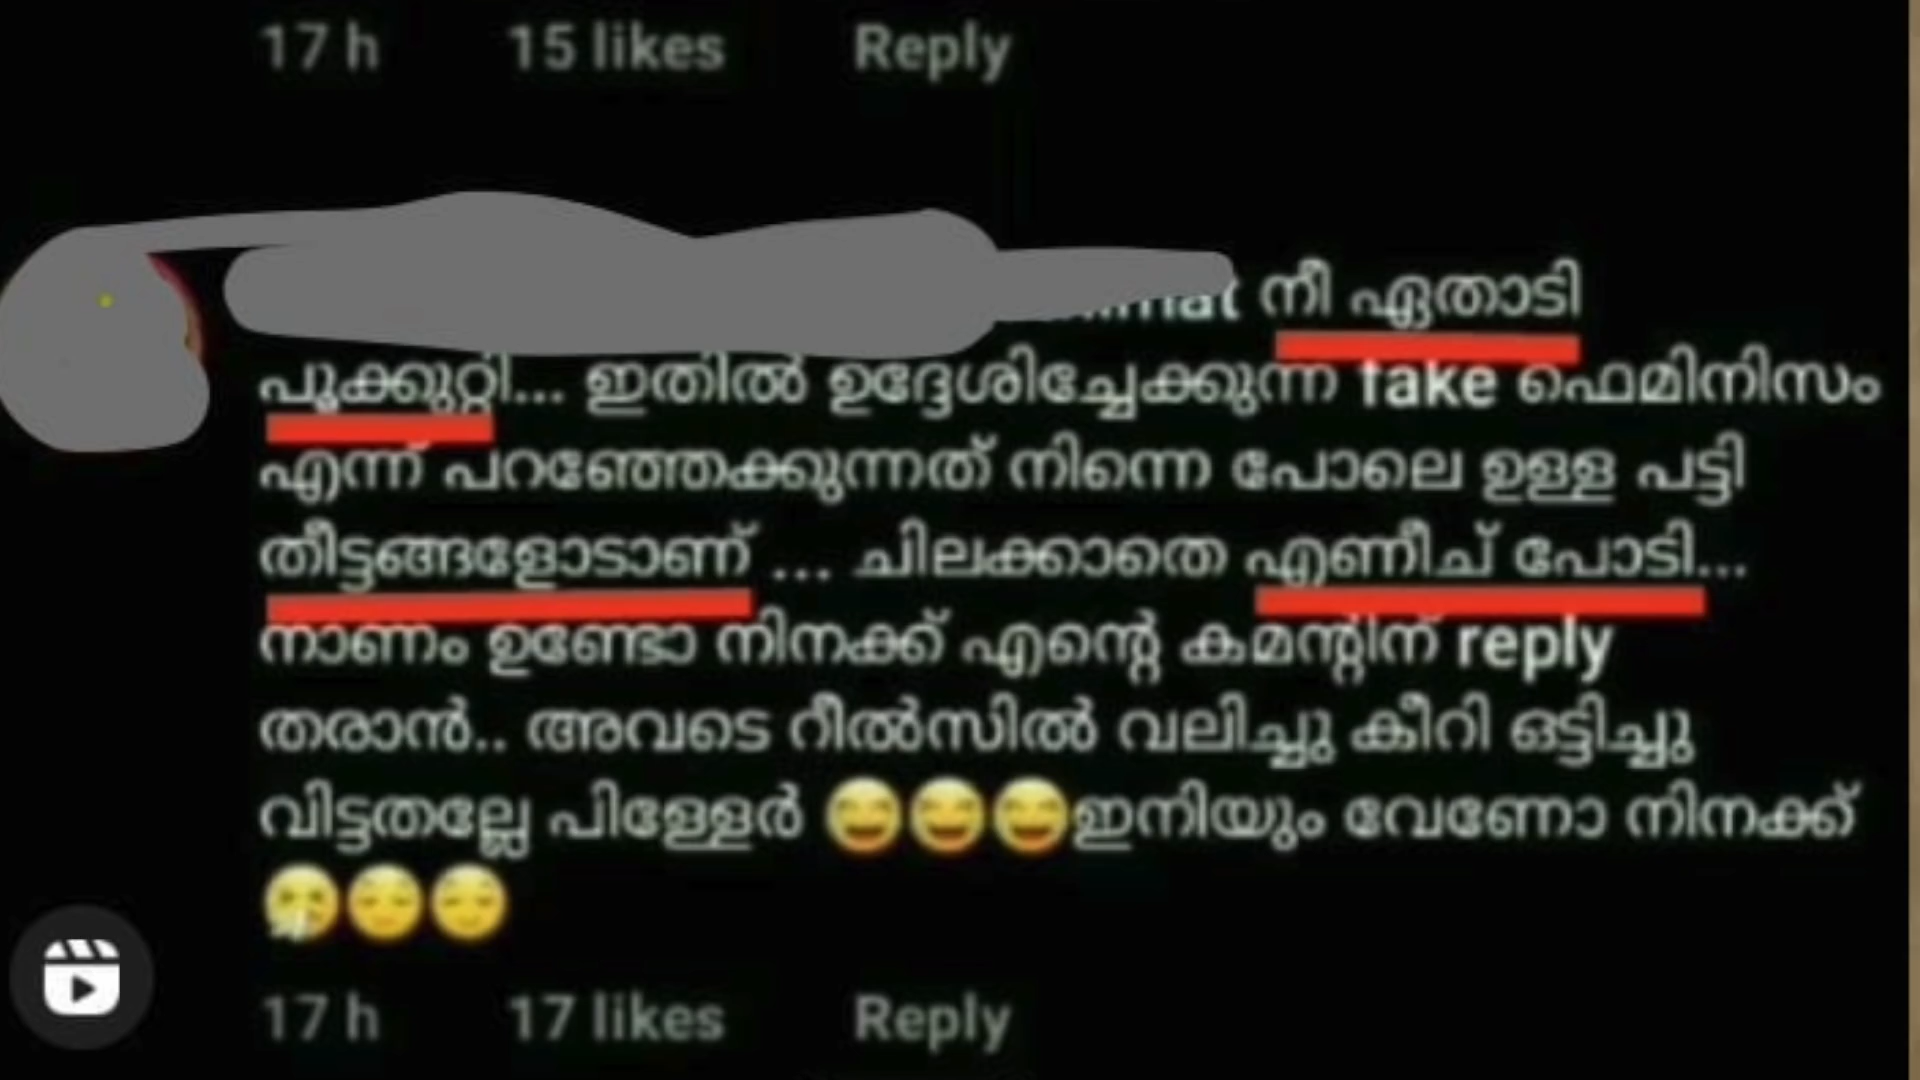 17 h 15 likes Reply
നീ ഏതാടി
പൂക്കുറ്റി... ഇതിൽ ഉദ്ദേശിച്ചേക്കുന്ന fake ഫെമിനിസം
എന്ന് പറഞ്ഞേക്കുന്നത് നിന്നെ പോലെ ഉള്ള പട്ടി
തീട്ടങ്ങളോടാണ് ... ചിലക്കാതെ എണീച് പോടി...
നാണം ഉണ്ടോ നിനക്ക് എന്റെ കമന്റിന് reply
തരാൻ.. അവടെ റീൽസിൽ വലിച്ചു കീറി ഒട്ടിച്ചു
വിട്ടതല്ലേ പിള്ളേർ 😄😄😄ഇനിയും വേണോ നിനക്ക്
17 h 17 likes Reply